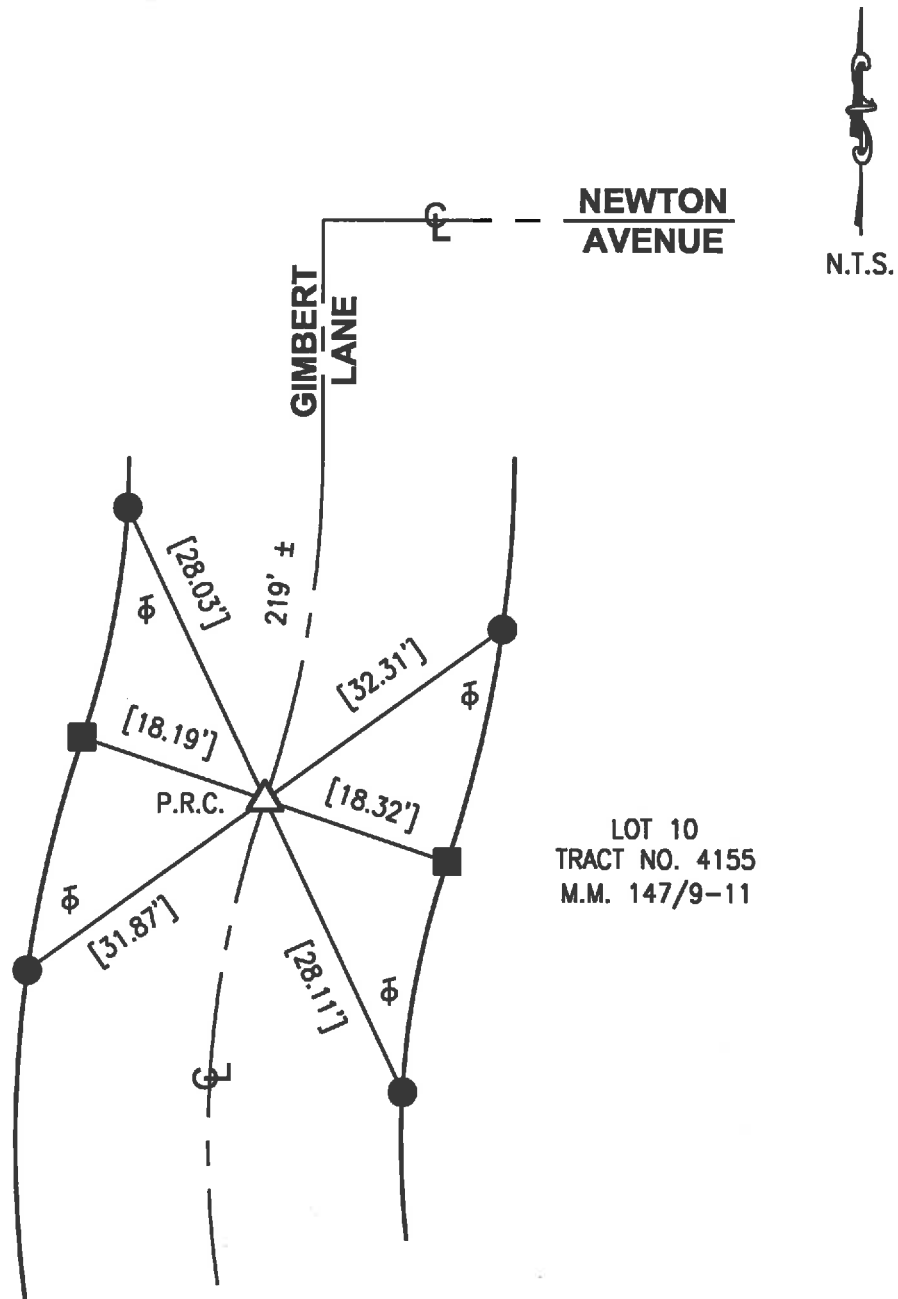 NEWTON
AVENUE
N.T.S.
GIMBERT
LANE
219' ±
[28.03']
[32.31']
[18.19']
P.R.C.
[18.32']
LOT 10
TRACT NO. 4155
M.M. 147/9-11
[31.87']
[28.11']